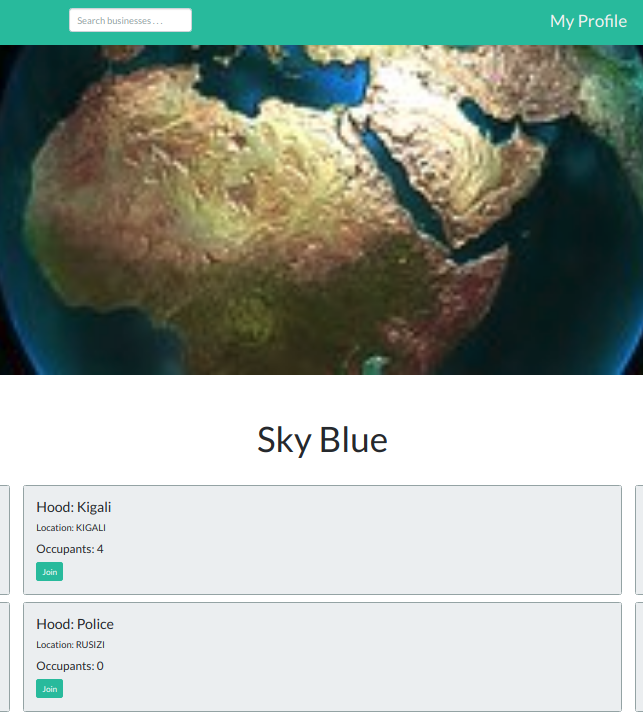 Search businesses . . .
My Profile
Sky Blue
Hood: Kigali
Location: KIGALI
Occupants: 4
Join
Hood: Police
Location: RUSIZI
Occupants: 0
Join